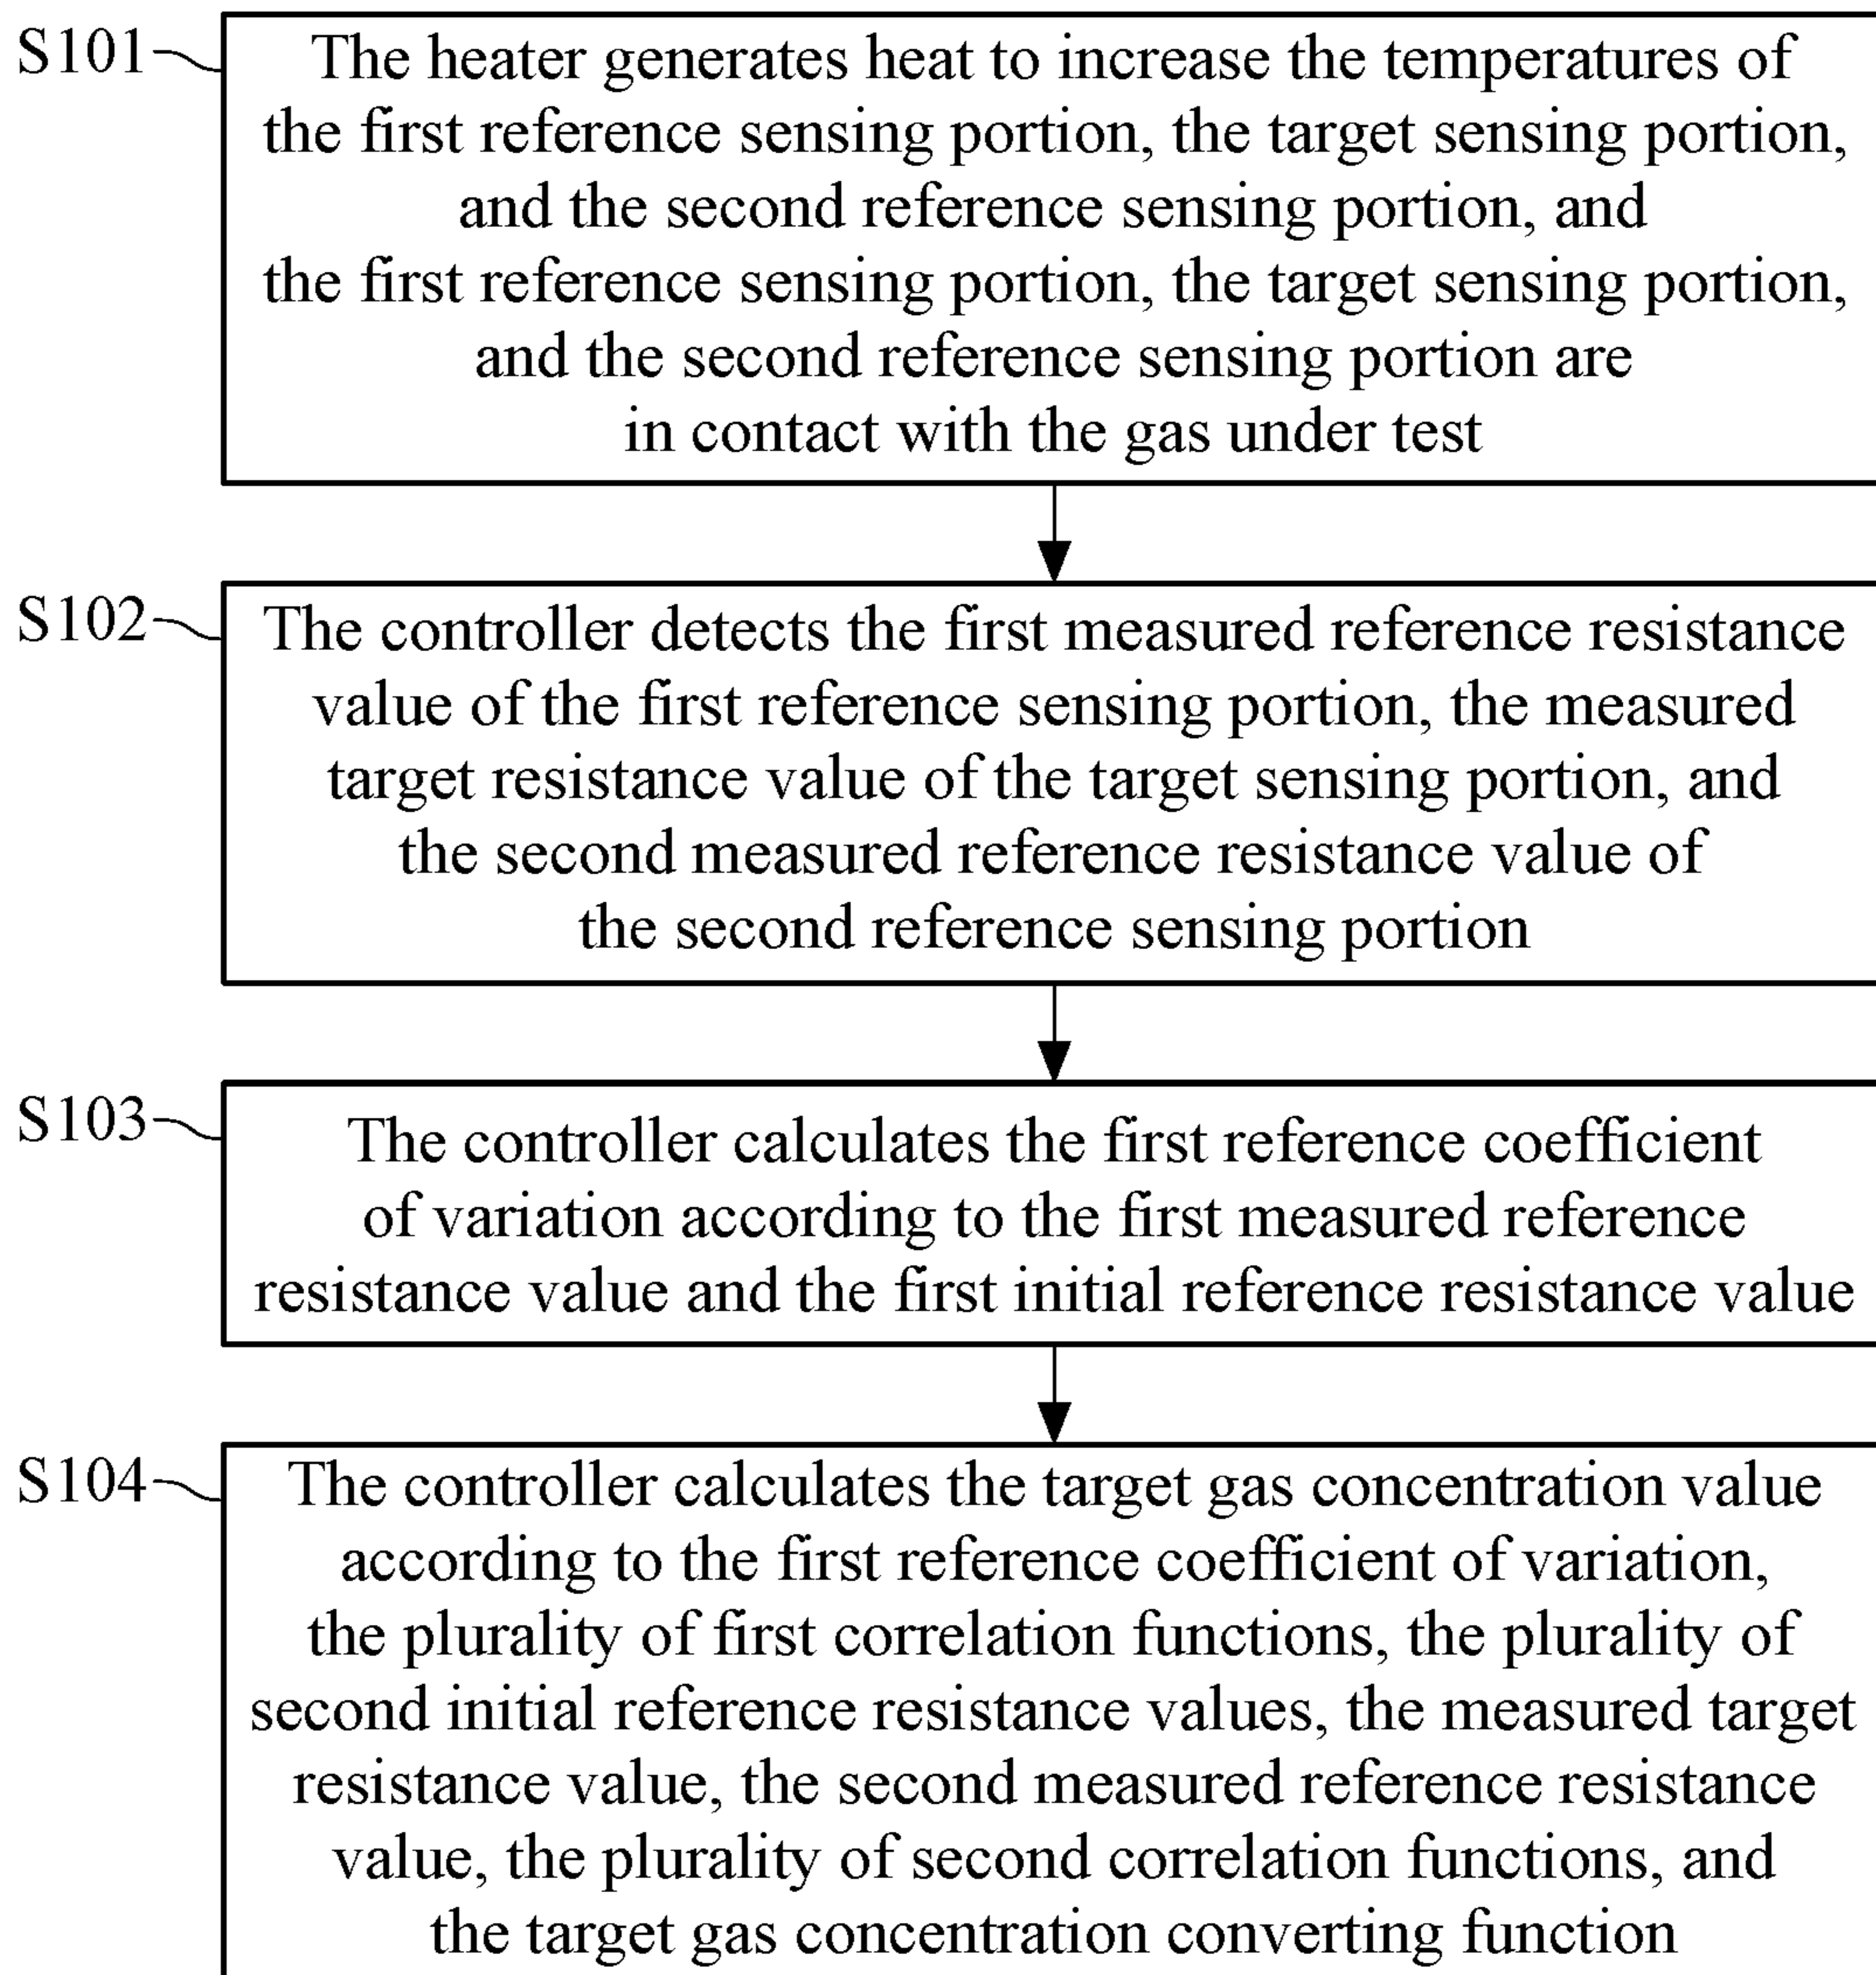 S101
The heater generates heat to increase the temperatures of
the first reference sensing portion, the target sensing portion,
and the second reference sensing portion, and
the first reference sensing portion, the target sensing portion,
and the second reference sensing portion are
in contact with the gas under test
S102
The controller detects the first measured reference resistance
value of the first reference sensing portion, the measured
target resistance value of the target sensing portion, and
the second measured reference resistance value of
the second reference sensing portion
S103
The controller calculates the first reference coefficient
of variation according to the first measured reference
resistance value and the first initial reference resistance value
S104
The controller calculates the target gas concentration value
according to the first reference coefficient of variation,
the plurality of first correlation functions, the plurality of
second initial reference resistance values, the measured target
resistance value, the second measured reference resistance
value, the plurality of second correlation functions, and
the target gas concentration converting function